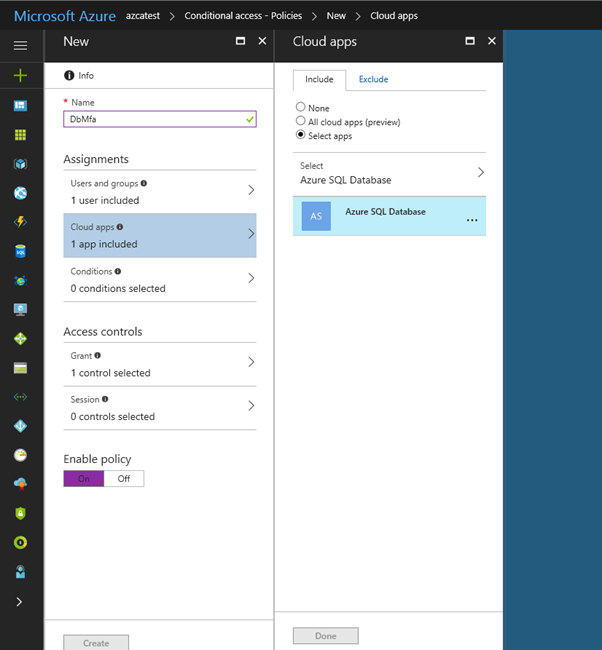 Microsoft Azure azcatest > Conditional access - Policies > New > Cloud apps
New
Info
* Name
DbMfa
Assignments
Users and groups
1 user included
Cloud apps
1 app included
Conditions
0 conditions selected
Access controls
Grant
1 control selected
Session
0 controls selected
Enable policy
On Off
Create
Cloud apps
Include Exclude
None
All cloud apps (preview)
Select apps
Select
Azure SQL Database
AS Azure SQL Database ...
Done